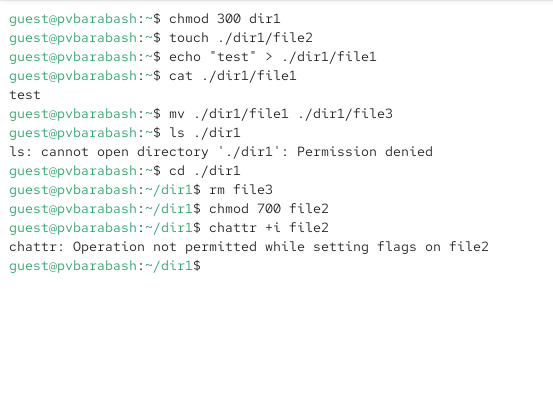 guest@pvbarabash:~$ chmod 300 dir1
guest@pvbarabash:~$ touch ./dir1/file2
guest@pvbarabash:~$ echo "test" > ./dir1/file1
guest@pvbarabash:~$ cat ./dir1/file1
test
guest@pvbarabash:~$ mv ./dir1/file1 ./dir1/file3
guest@pvbarabash:~$ ls ./dir1
ls: cannot open directory './dir1': Permission denied
guest@pvbarabash:~$ cd ./dir1
guest@pvbarabash:~/dir1$ rm file3
guest@pvbarabash:~/dir1$ chmod 700 file2
guest@pvbarabash:~/dir1$ chattr +i file2
chattr: Operation not permitted while setting flags on file2
guest@pvbarabash:~/dir1$